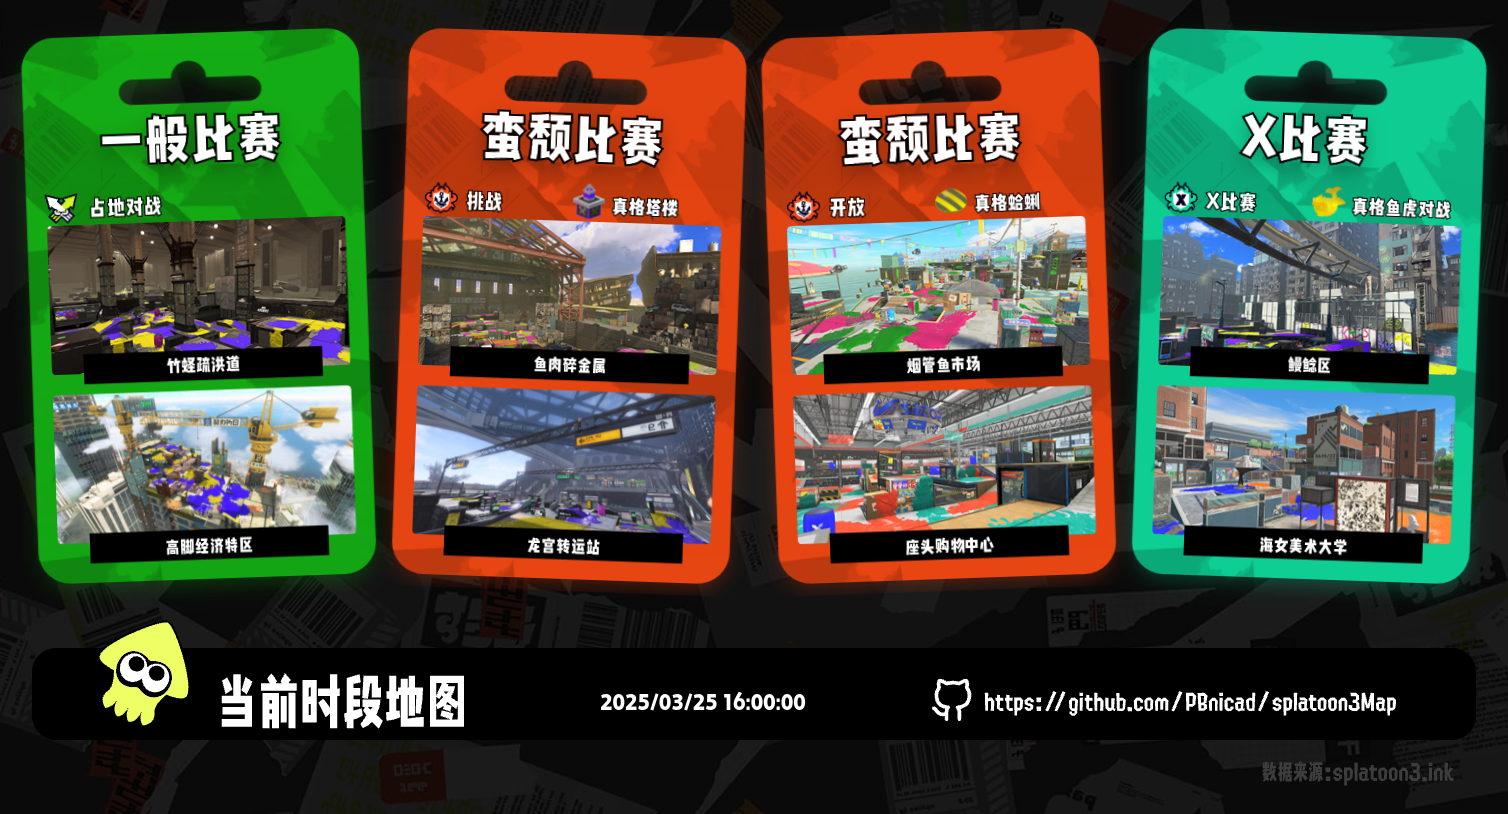 一般比赛
占地对战
竹蛏疏洪道
高脚经济特区
蛮颓比赛
挑战
真格塔楼
鱼肉碎金属
龙宫转运站
蛮颓比赛
开放
真格蛤蜊
烟管鱼市场
座头购物中心
X比赛
X比赛
真格鱼虎对战
鳗鲶区
海女美术大学
当前时段地图
2025/03/25 16:00:00
https://github.com/PBnicad/splatoon3Map
数据来源:splatoon3.ink